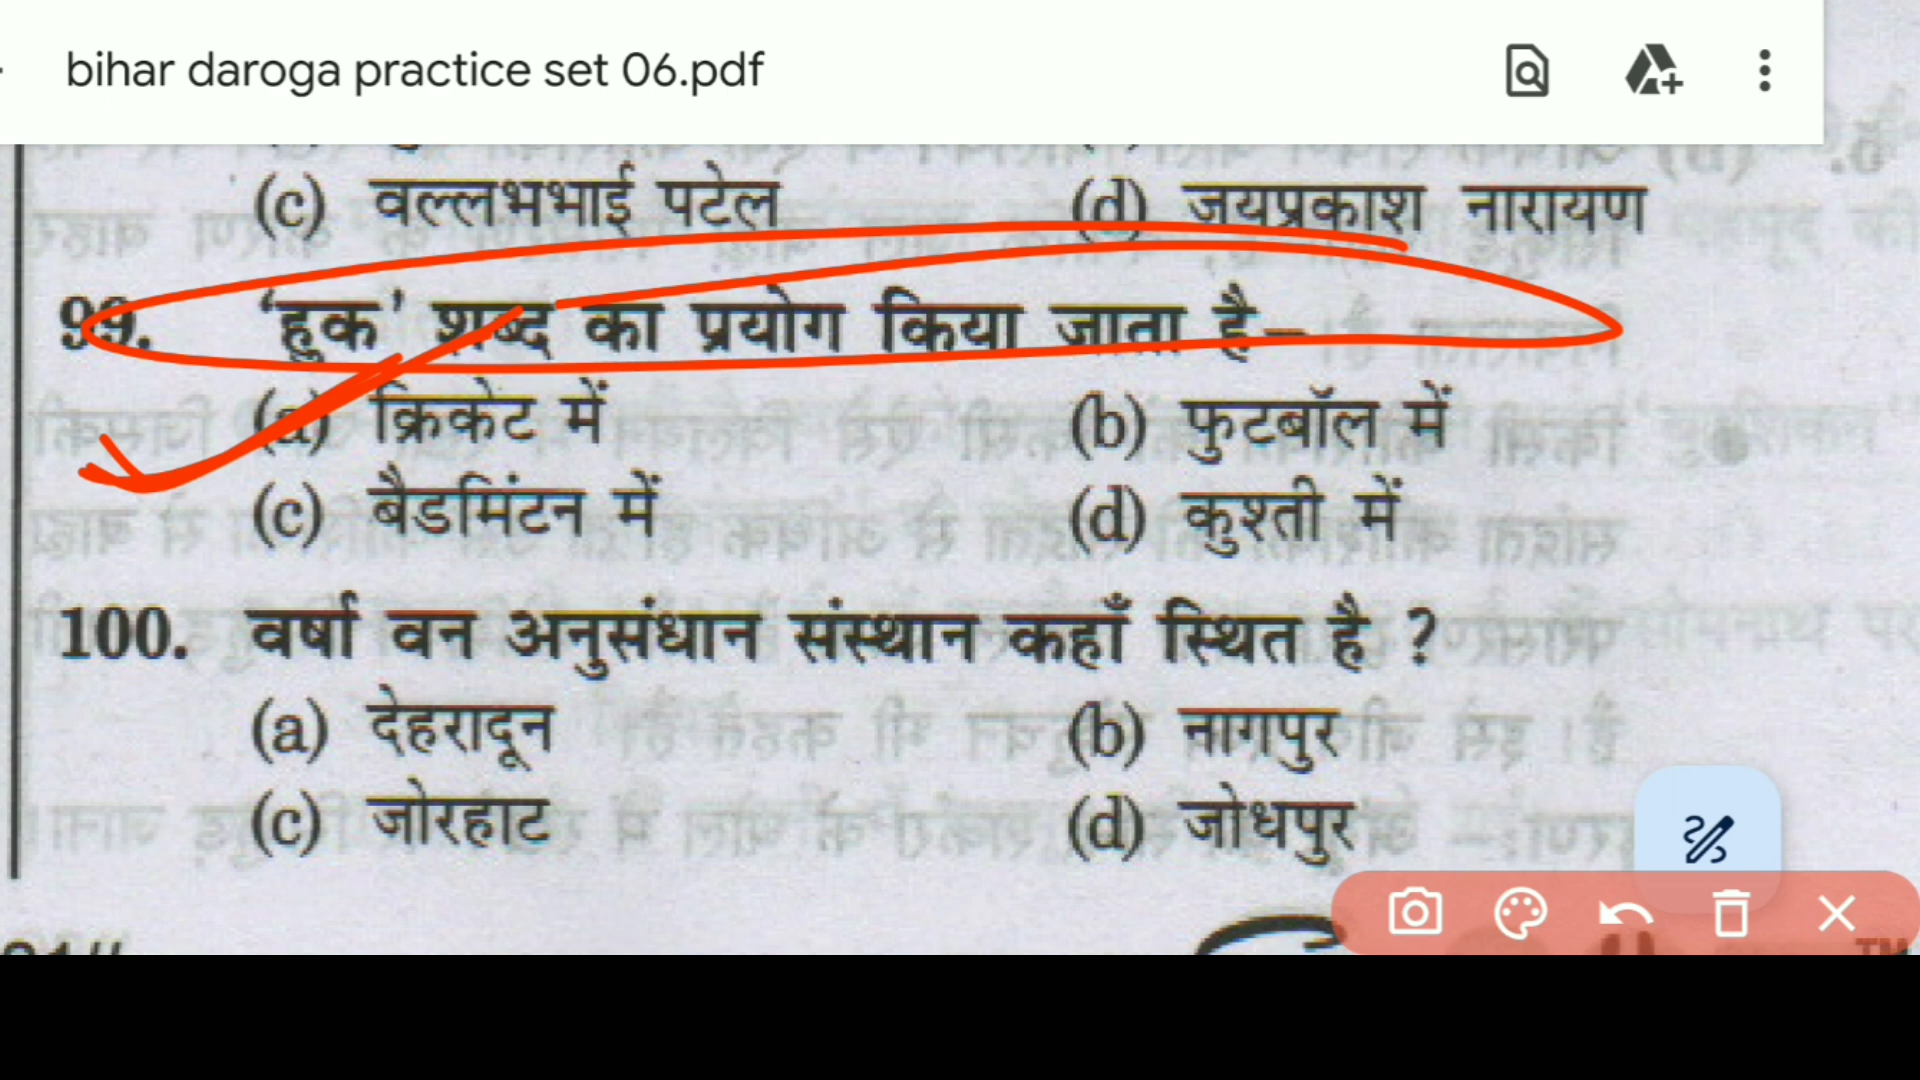 bihar daroga practice set 06.pdf
(c) वल्लभभाई पटेल (d) जयप्रकाश नारायण
99. 'हुक' शब्द का प्रयोग किया जाता है–
(a) क्रिकेट में (b) फुटबॉल में
(c) बैडमिंटन में (d) कुश्ती में
100. वर्षा वन अनुसंधान संस्थान कहाँ स्थित है ?
(a) देहरादून (b) नागपुर
(c) जोरहाट (d) जोधपुर
TM